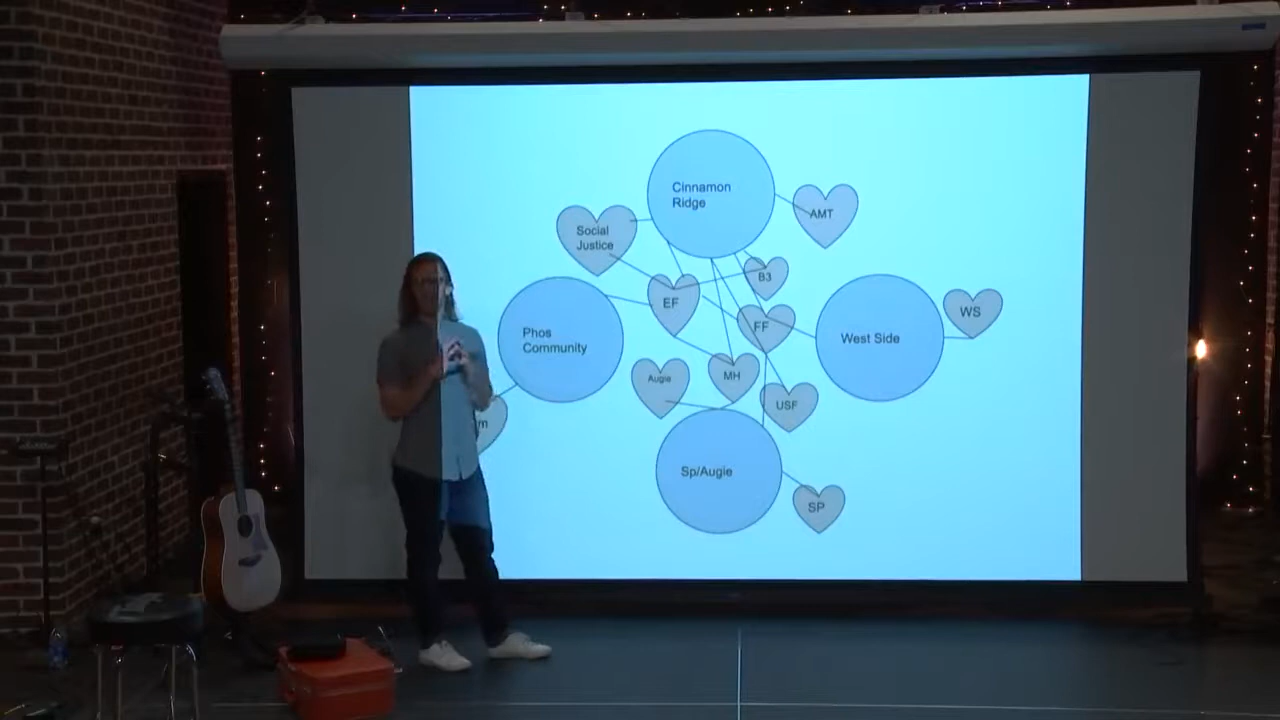 Cinnamon
Ridge
AMT
Social
Justice
B3
EF
WS
FF
Phos
Community
West Side
Augie
MH
USF
m
Sp/Augie
SP